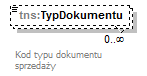 tns:TypDokumentu
0..∞
Kod typu dokumentu
sprzedaży